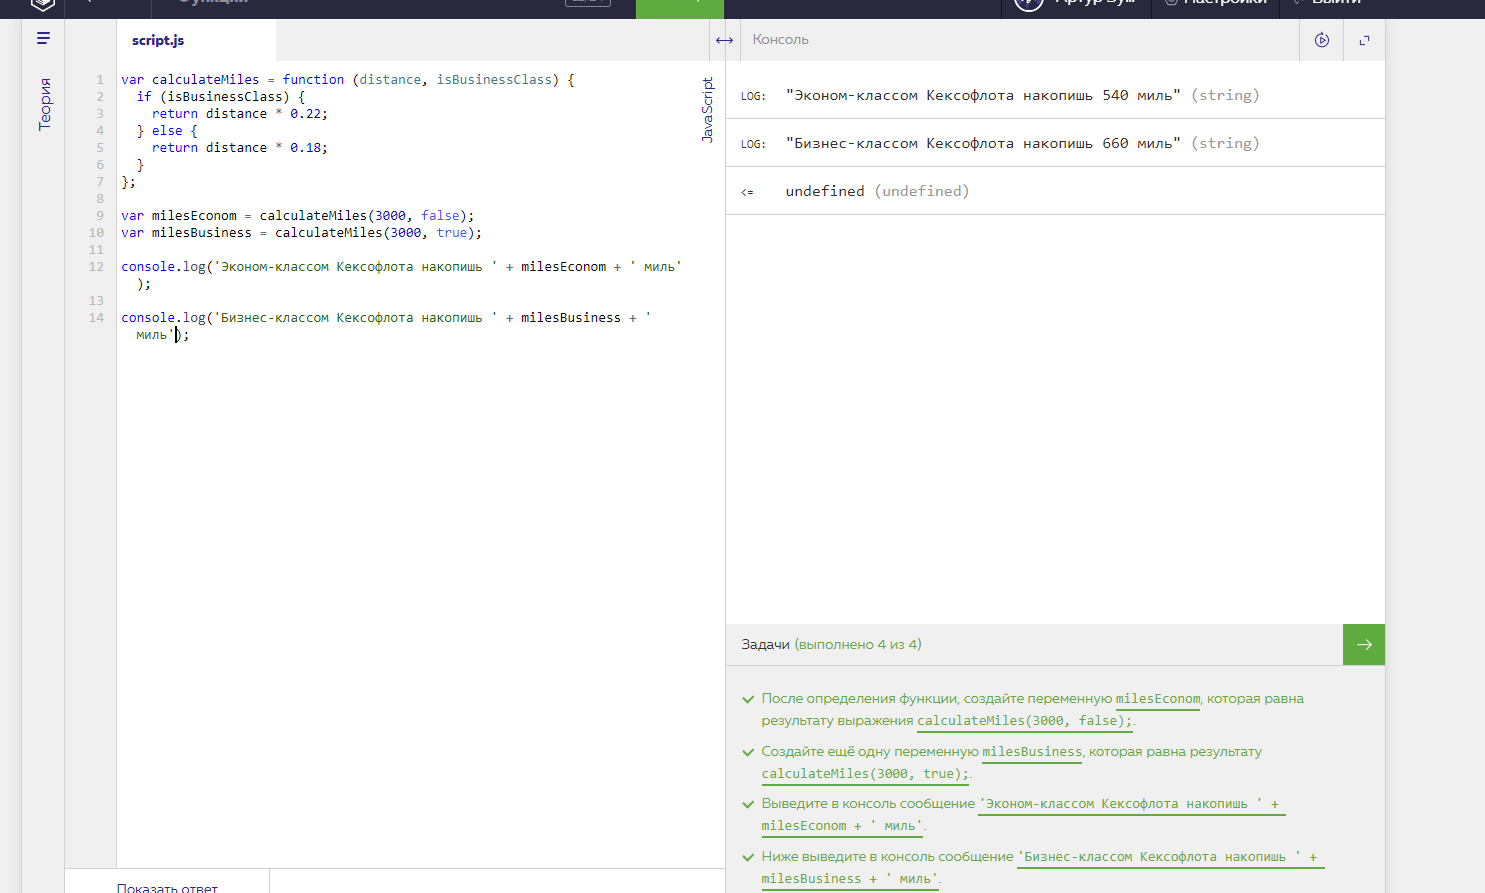 Настройки
Выйти
script.js
Консоль
Теория
JavaScript
1 var calculateMiles = function (distance, isBusinessClass) {
2 if (isBusinessClass) {
3 return distance * 0.22;
4 } else {
5 return distance * 0.18;
6 }
7 };
8
9 var milesEconom = calculateMiles(3000, false);
10 var milesBusiness = calculateMiles(3000, true);
11
12 console.log('Эконом-классом Кексофлота накопишь ' + milesEconom + ' миль'
);
13
14 console.log('Бизнес-классом Кексофлота накопишь ' + milesBusiness + '
миль');
LOG: "Эконом-классом Кексофлота накопишь 540 миль" (string)
LOG: "Бизнес-классом Кексофлота накопишь 660 миль" (string)
<= undefined (undefined)
Задачи (выполнено 4 из 4)
После определения функции, создайте переменную milesEconom, которая равна
результату выражения calculateMiles(3000, false);.
Создайте ещё одну переменную milesBusiness, которая равна результату
calculateMiles(3000, true);.
Выведите в консоль сообщение 'Эконом-классом Кексофлота накопишь ' +
milesEconom + ' миль'.
Ниже выведите в консоль сообщение 'Бизнес-классом Кексофлота накопишь ' +
milesBusiness + ' миль'.
Показать ответ